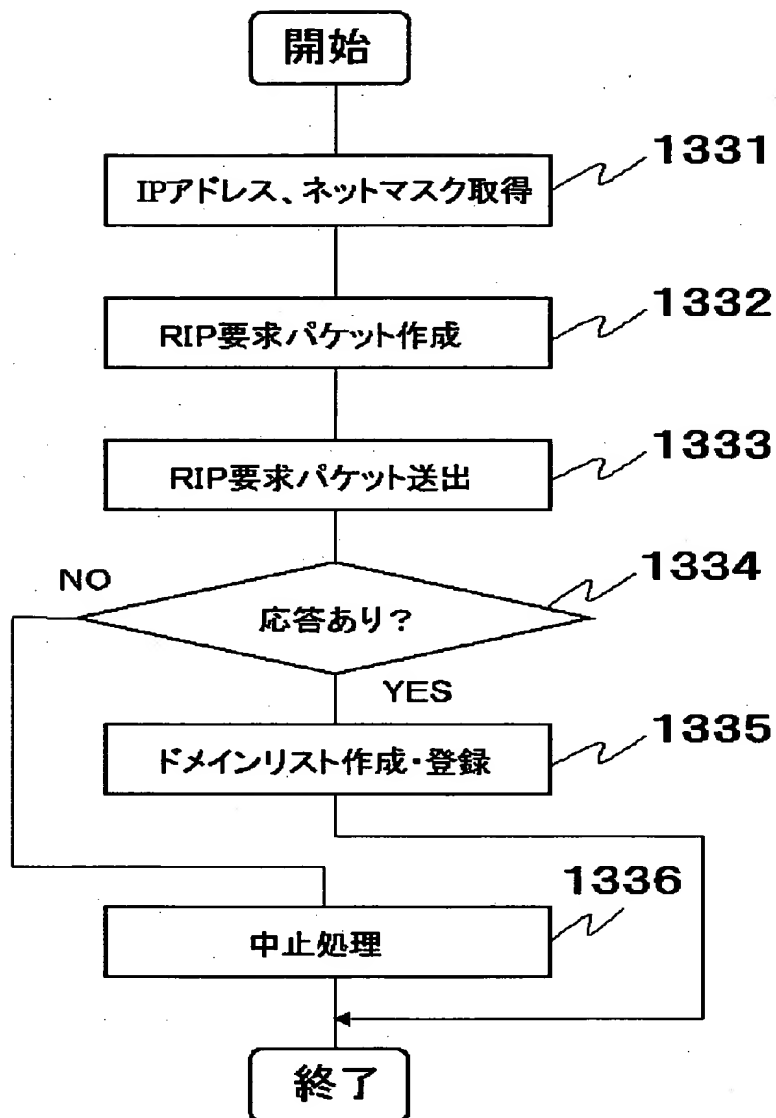 開始
1331
IPアドレス、ネットマスク取得
1332
RIP要求パケット作成
1333
RIP要求パケット送出
1334
NO
応答あり?
YES
1335
ドメインリスト作成・登録
1336
中止処理
終了